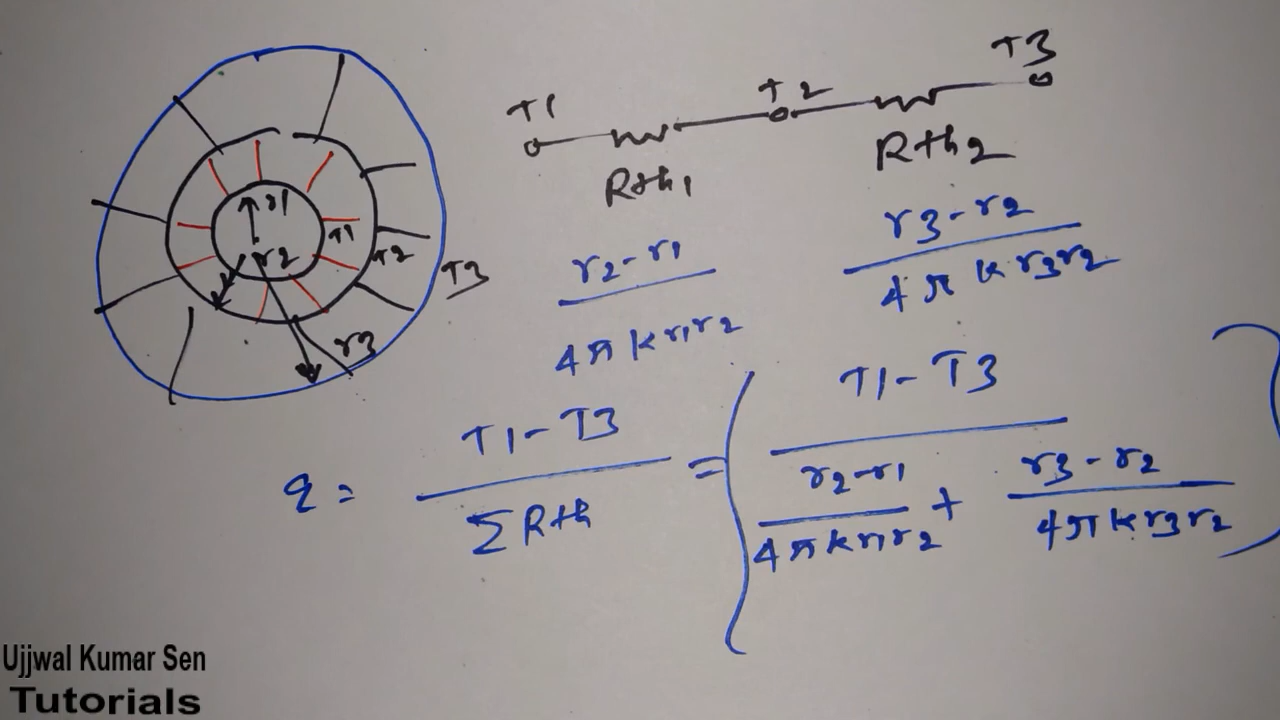 r1
r2
T1
T2
T3
r3
T1
T2
T3
Rth1
Rth2
r2-r1
4π k r1 r2
r3-r2
4π k r3 r2
q = T1-T3
ΣRth
= ( T1-T3
r2-r1
4π k r1 r2
+
r3-r2
4π k r3 r2 )
Ujjwal Kumar Sen
Tutorials